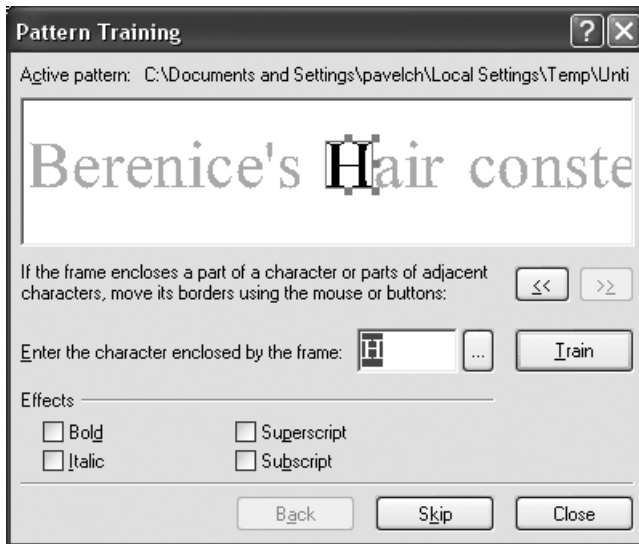 Pattern Training
Active pattern: C:\Documents and Settings\pavelch\Local Settings\Temp\Unti
Berenice's Hair conste
If the frame encloses a part of a character or parts of adjacent
characters, move its borders using the mouse or buttons:
<< >>
Enter the character enclosed by the frame: H ... Train
Effects
Bold Superscript
Italic Subscript
Back Skip Close